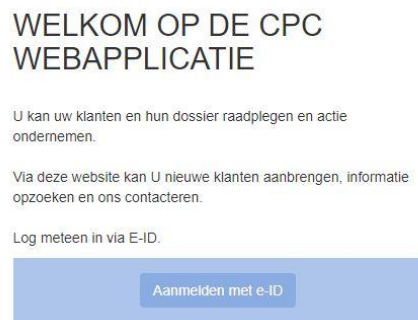 WELKOM OP DE CPC
WEBAPPLICATIE
U kan uw klanten en hun dossier raadplegen en actie
ondernemen.
Via deze website kan U nieuwe klanten aanbrengen, informatie
opzoeken en ons contacteren.
Log meteen in via E-ID.
Aanmelden met e-ID